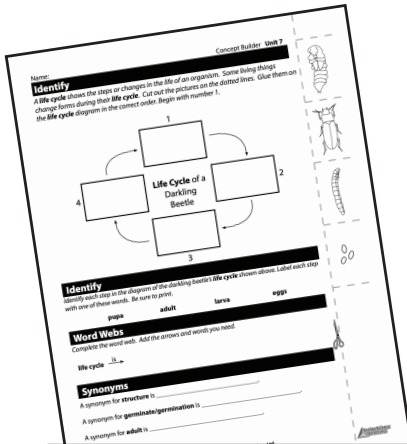 Concept Builder Unit 7
Name:
Identify
A life cycle shows the steps or changes in the life of an organism. Some living things
change forms during their life cycle. Cut out the pictures on the dotted lines. Glue them on
the life cycle diagram in the correct order. Begin with number 1.
1
2
3
4
Life Cycle of a
Darkling
Beetle
Identify
Identify each step in the diagram of the darkling beetle's life cycle shown above. Label each step
with one of these words. Be sure to print.
pupa adult larva eggs
Word Webs
Complete the word web. Add the arrows and words you need.
life cycle is
Synonyms
A synonym for structure is
A synonym for germinate/germination is
A synonym for adult is